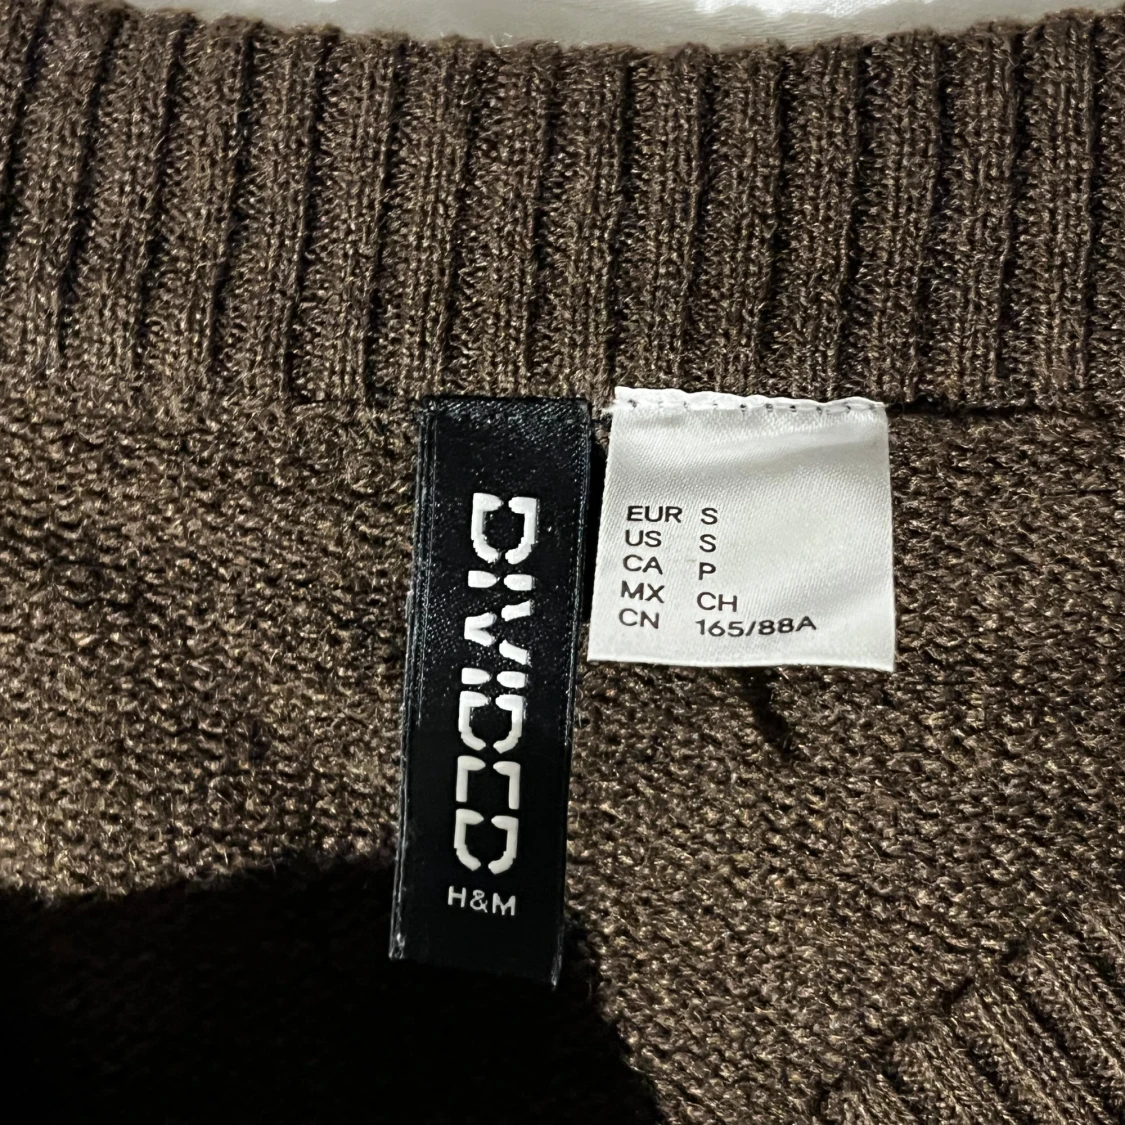 DIVIDED
H&M
EUR S
US S
CA P
MX CH
CN 165/88A